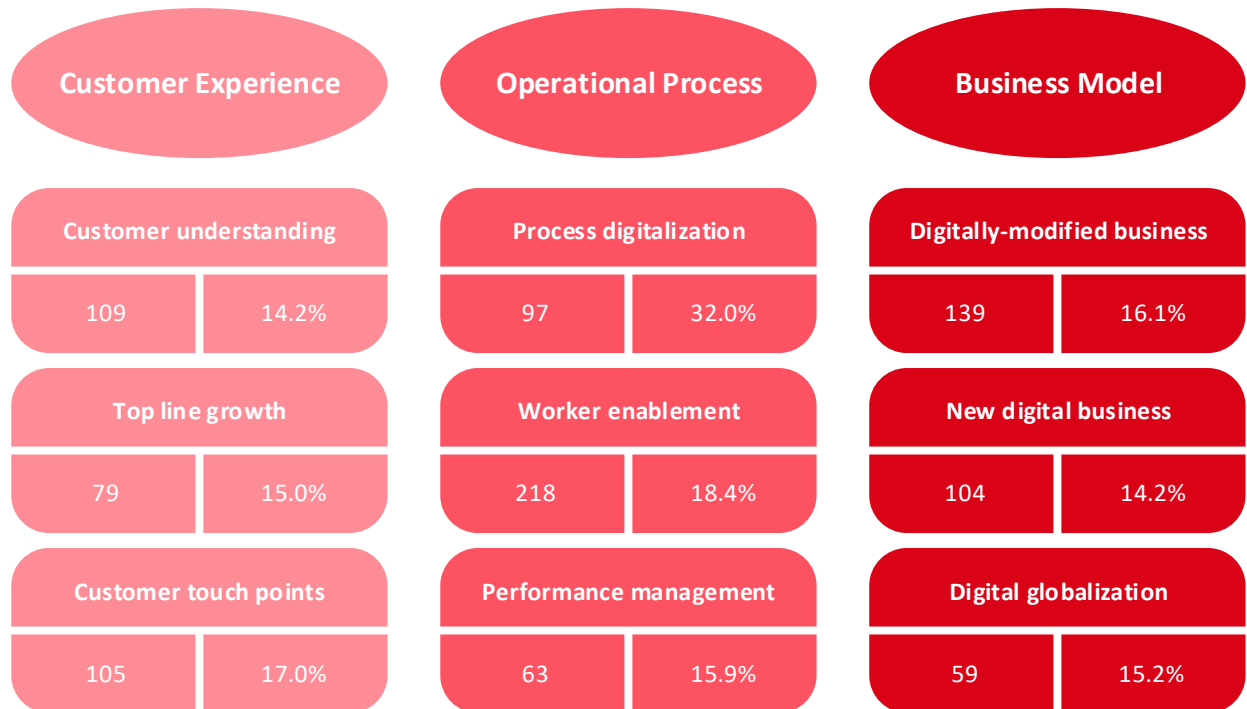 Customer Experience
Operational Process
Business Model
Customer understanding
109
14.2%
Process digitalization
97
32.0%
Digitally-modified business
139
16.1%
Top line growth
79
15.0%
Worker enablement
218
18.4%
New digital business
104
14.2%
Customer touch points
105
17.0%
Performance management
63
15.9%
Digital globalization
59
15.2%